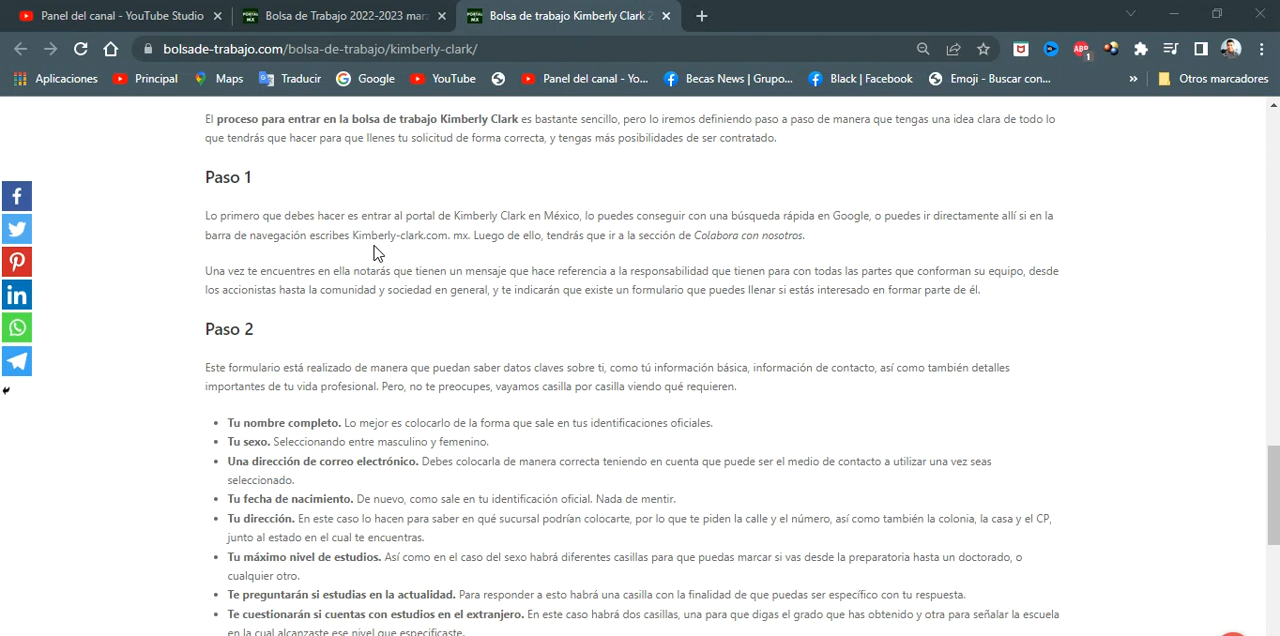 Panel del canal - YouTube Studio
PORTAL MX Bolsa de Trabajo 2022-2023 mar
PORTAL MX Bolsa de trabajo Kimberly Clark 2
bolsade-trabajo.com/bolsa-de-trabajo/kimberly-clark/
ABP 1
Aplicaciones Principal Maps Traducir Google YouTube Panel del canal - Yo... Becas News | Grupo... Black | Facebook Emoji - Buscar con... » Otros marcadores
El proceso para entrar en la bolsa de trabajo Kimberly Clark es bastante sencillo, pero lo iremos definiendo paso a paso de manera que tengas una idea clara de todo lo
que tendrás que hacer para que llenes tu solicitud de forma correcta, y tengas más posibilidades de ser contratado.
Paso 1
Lo primero que debes hacer es entrar al portal de Kimberly Clark en México, lo puedes conseguir con una búsqueda rápida en Google, o puedes ir directamente allí si en la
barra de navegación escribes Kimberly-clark.com. mx. Luego de ello, tendrás que ir a la sección de Colabora con nosotros.
Una vez te encuentres en ella notarás que tienen un mensaje que hace referencia a la responsabilidad que tienen para con todas las partes que conforman su equipo, desde
los accionistas hasta la comunidad y sociedad en general, y te indicarán que existe un formulario que puedes llenar si estás interesado en formar parte de él.
Paso 2
Este formulario está realizado de manera que puedan saber datos claves sobre ti, como tú información básica, información de contacto, así como también detalles
importantes de tu vida profesional. Pero, no te preocupes, vayamos casilla por casilla viendo qué requieren.
• Tu nombre completo. Lo mejor es colocarlo de la forma que sale en tus identificaciones oficiales.
• Tu sexo. Seleccionando entre masculino y femenino.
• Una dirección de correo electrónico. Debes colocarla de manera correcta teniendo en cuenta que puede ser el medio de contacto a utilizar una vez seas
seleccionado.
• Tu fecha de nacimiento. De nuevo, como sale en tu identificación oficial. Nada de mentir.
• Tu dirección. En este caso lo hacen para saber en qué sucursal podrían colocarte, por lo que te piden la calle y el número, así como también la colonia, la casa y el CP,
junto al estado en el cual te encuentras.
• Tu máximo nivel de estudios. Así como en el caso del sexo habrá diferentes casillas para que puedas marcar si vas desde la preparatoria hasta un doctorado, o
cualquier otro.
• Te preguntarán si estudias en la actualidad. Para responder a esto habrá una casilla con la finalidad de que puedas ser específico con tu respuesta.
• Te cuestionarán si cuentas con estudios en el extranjero. En este caso habrá dos casillas, una para que digas el grado que has obtenido y otra para señalar la escuela
en la cual alcanzaste ese nivel que especificaste.